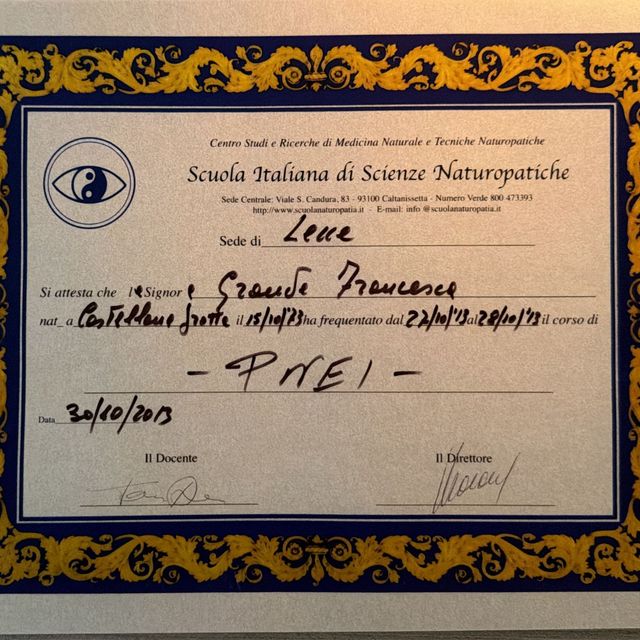 Centro Studi e Ricerche di Medicina Naturale e Tecniche Naturopatiche
Scuola Italiana di Scienze Naturopatiche
Sede Centrale: Viale S. Candura, 83 - 93100 Caltanissetta - Numero Verde 800 473393
http://www.scuolanaturopatia.it - E-mail: info @scuolanaturopatia.it
Sede di Lecce
Si attesta che l e Signor e Grande Francesca
nat_ a Castellana Grotte il 15/10/'73 ha frequentato dal 22/10/'13 al 28/10/'13 il corso di
- PNEI -
Data 30/10/2013
Il Docente Il Direttore